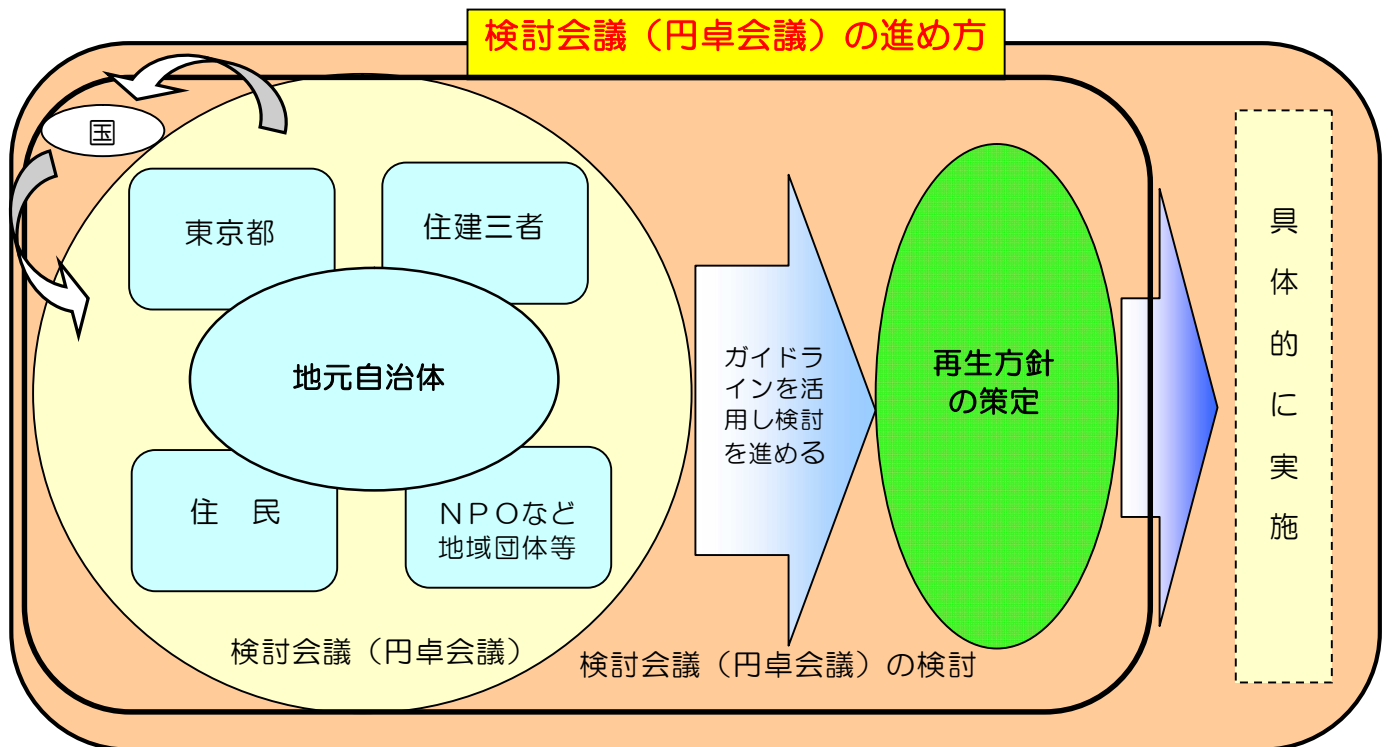 検討会議（円卓会議）の進め方
国
東京都
住建三者
地元自治体
住　民
ＮＰＯなど
地域団体等
検討会議（円卓会議）
ガイドラ
インを活
用し検討
を進める
再生方針
の策定
検討会議（円卓会議）の検討
具体的に実施